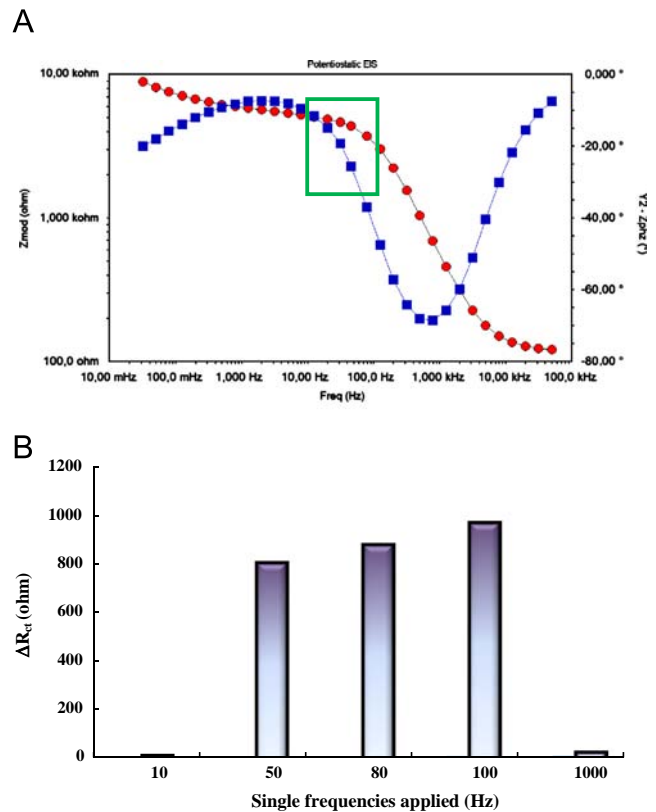 A
Potentiostatic EIS
10,00 kohm
1,000 kohm
100,0 ohm
Zmod (ohm)
0,000 °
-20,00 °
-40,00 °
-60,00 °
-80,00 °
Y2 - Zphz (°)
10,00 mHz
100,0 mHz
1,000 Hz
10,00 Hz
100,0 Hz
1,000 kHz
10,00 kHz
100,0 kHz
Freq (Hz)
B
1200
1000
800
600
400
200
0
ΔRct (ohm)
10
50
80
100
1000
Single frequencies applied (Hz)